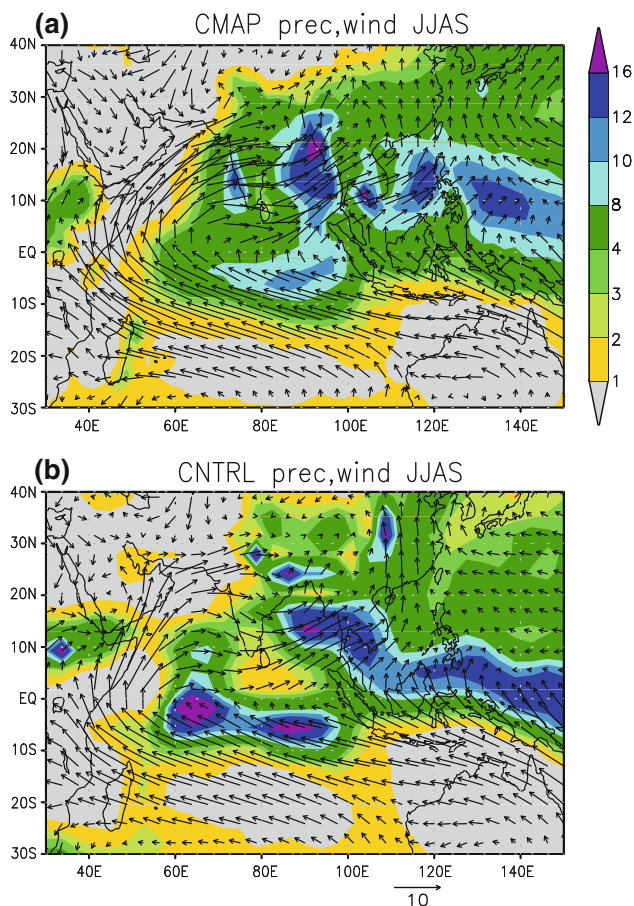 (a) CMAP prec,wind JJAS
40N
30N
20N
10N
EQ
10S
20S
30S
40E 60E 80E 100E 120E 140E
16
12
10
8
4
3
2
1
(b) CNTRL prec,wind JJAS
40N
30N
20N
10N
EQ
10S
20S
30S
40E 60E 80E 100E 120E 140E
10